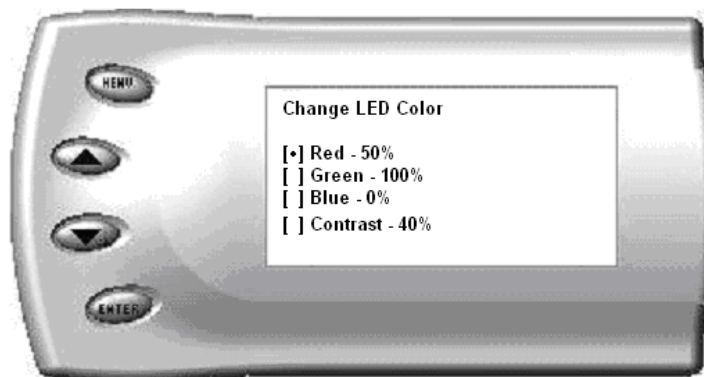 MENU
Change LED Color
[•] Red - 50%
[ ] Green - 100%
[ ] Blue - 0%
[ ] Contrast - 40%
ENTER